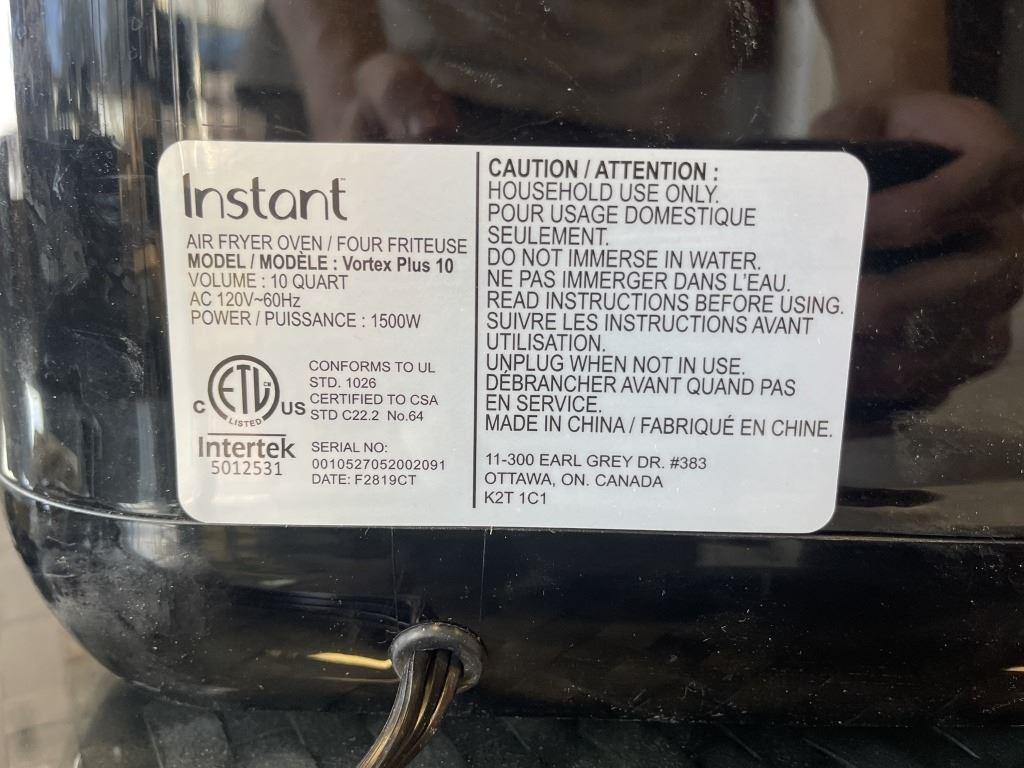 Instant™
AIR FRYER OVEN / FOUR FRITEUSE
MODEL / MODÈLE : Vortex Plus 10
VOLUME : 10 QUART
AC 120V~60Hz
POWER / PUISSANCE : 1500W
C ETL CM LISTED US
Intertek
5012531
CONFORMS TO UL
STD. 1026
CERTIFIED TO CSA
STD C22.2 No.64
SERIAL NO:
0010527052002091
DATE: F2819CT
CAUTION / ATTENTION :
HOUSEHOLD USE ONLY.
POUR USAGE DOMESTIQUE
SEULEMENT.
DO NOT IMMERSE IN WATER.
NE PAS IMMERGER DANS L'EAU.
READ INSTRUCTIONS BEFORE USING.
SUIVRE LES INSTRUCTIONS AVANT
UTILISATION.
UNPLUG WHEN NOT IN USE.
DÉBRANCHER AVANT QUAND PAS
EN SERVICE.
MADE IN CHINA / FABRIQUÉ EN CHINE.
11-300 EARL GREY DR. #383
OTTAWA, ON. CANADA
K2T 1C1